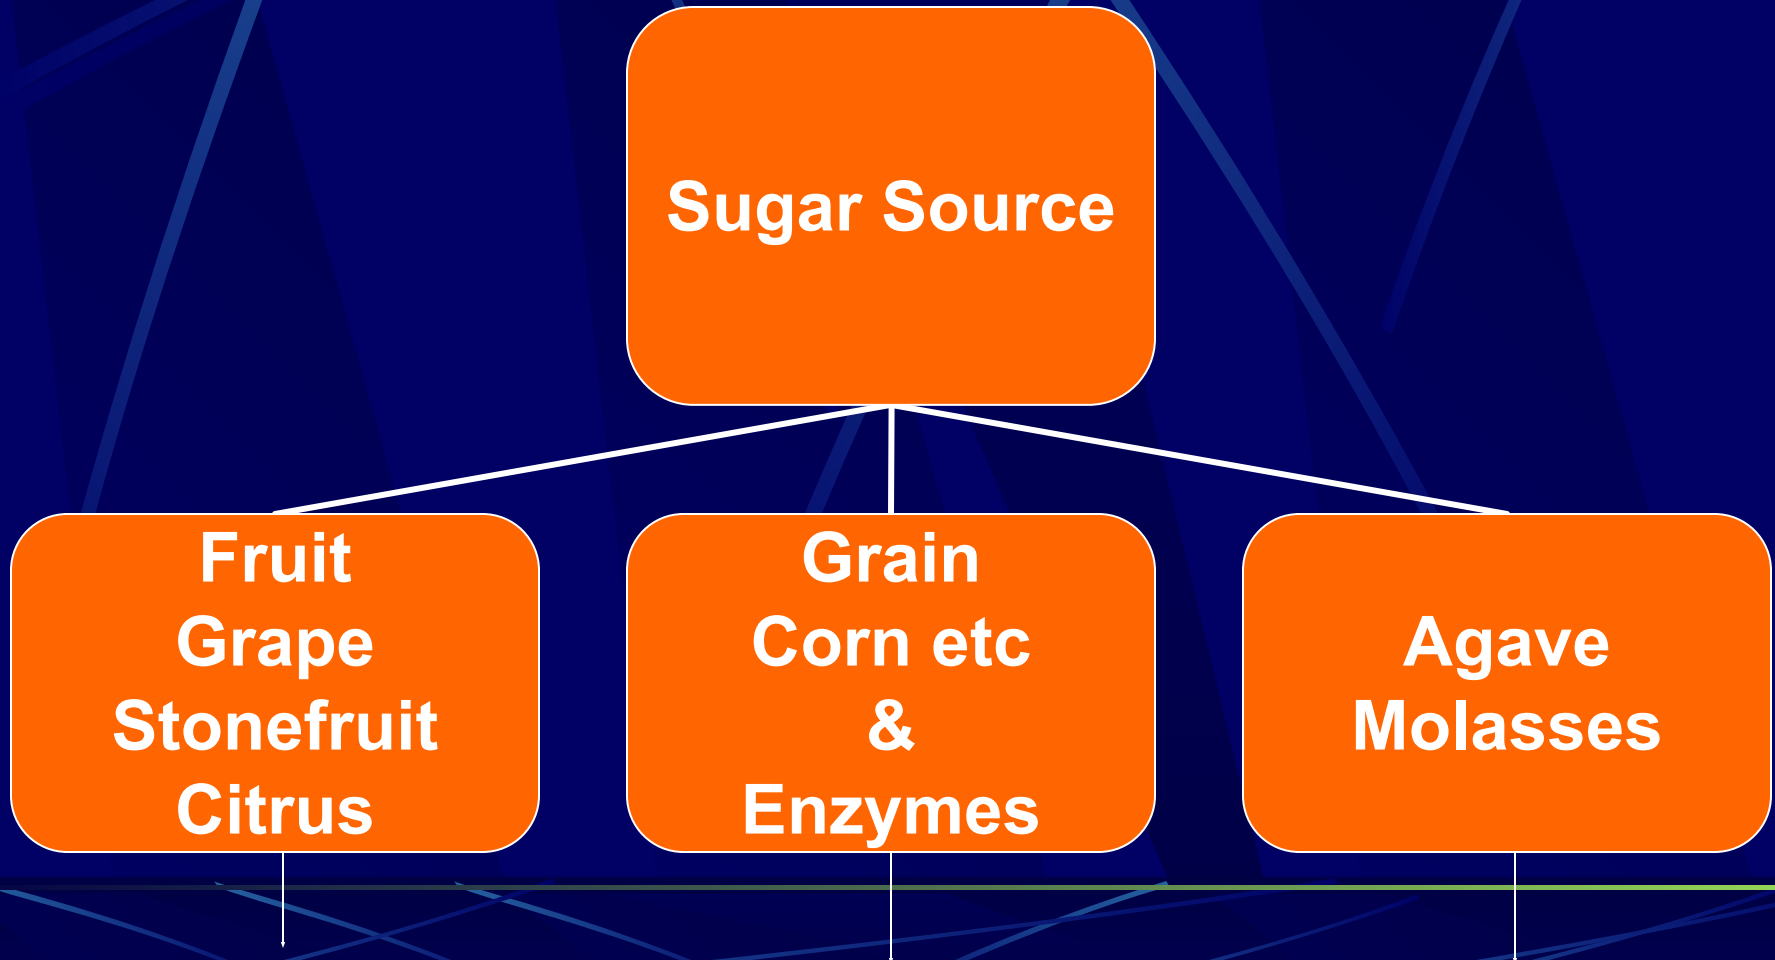 Sugar Source
Fruit
Grape
Stonefruit
Citrus
Grain
Corn etc
&
Enzymes
Agave
Molasses